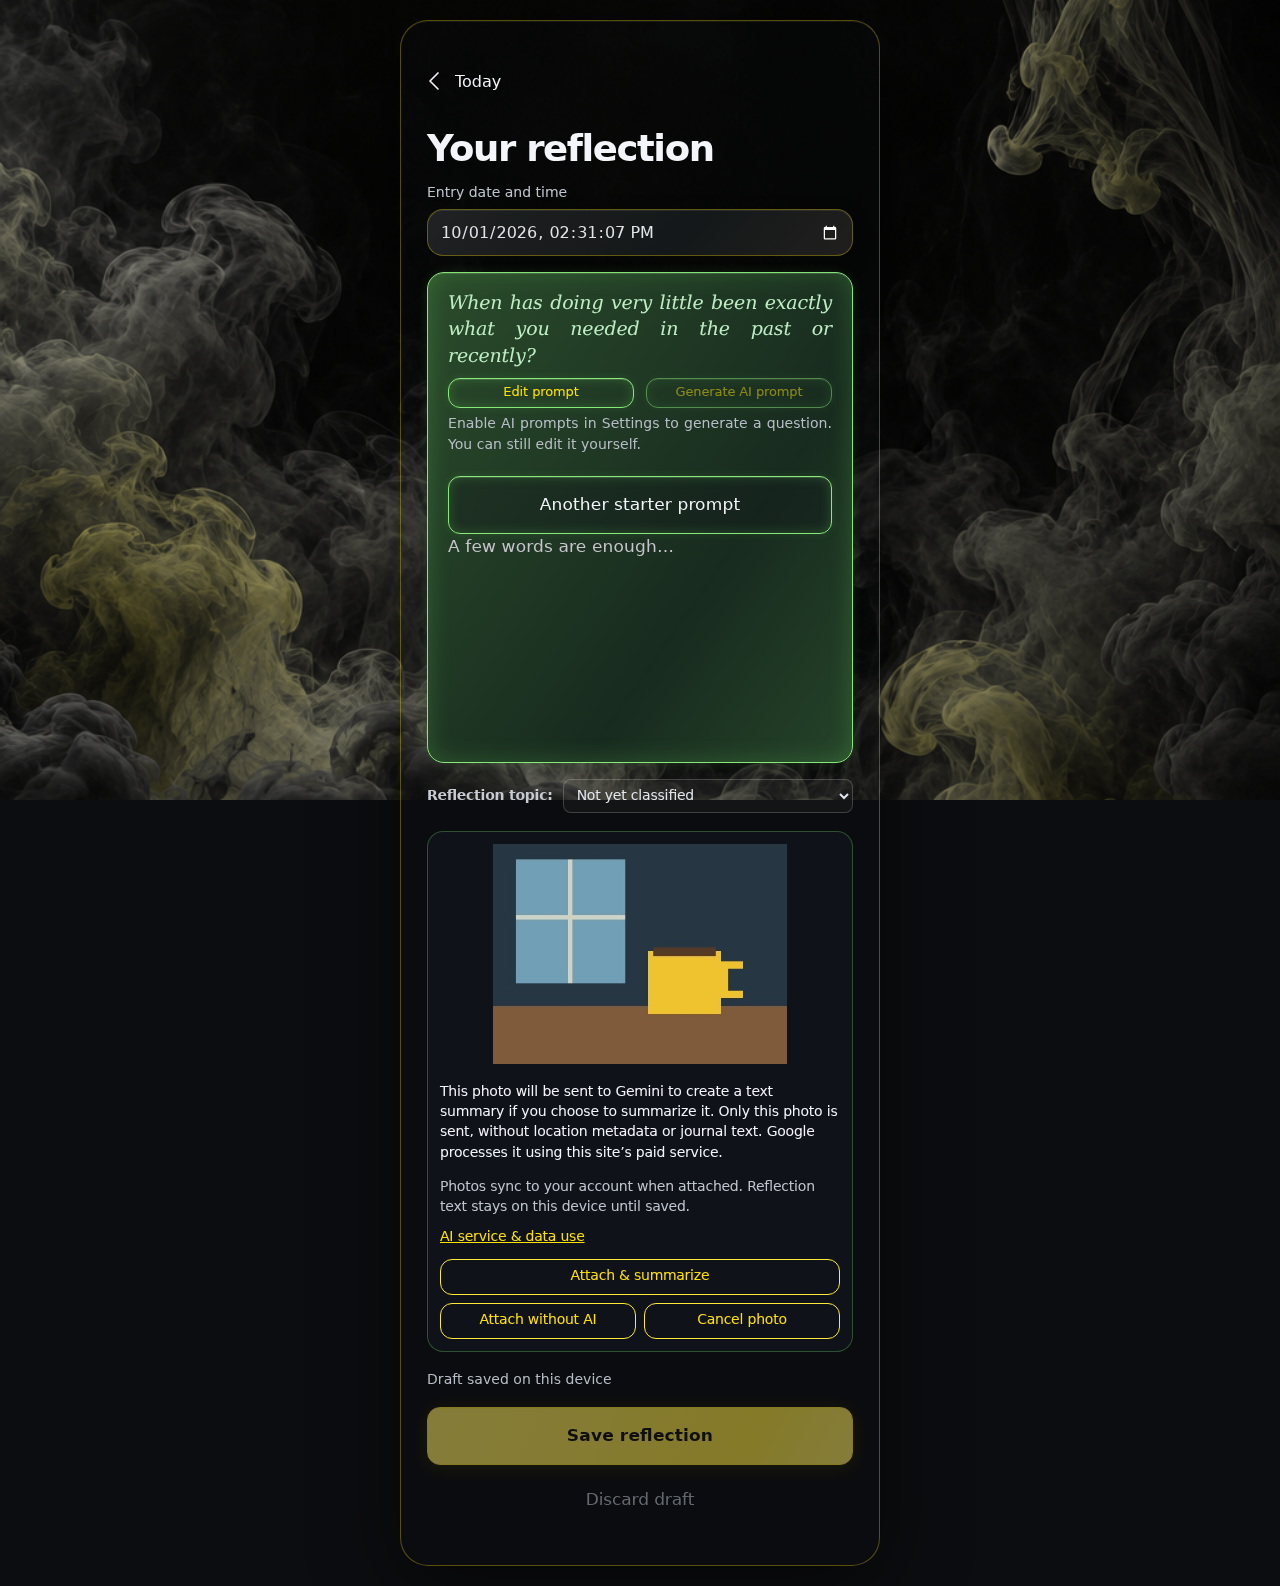 Today
Your reflection
Entry date and time
10/01/2026, 02:31:07 PM
When has doing very little been exactly
what you needed in the past or
recently?
Edit prompt
Generate AI prompt
Enable AI prompts in Settings to generate a question.
You can still edit it yourself.
Another starter prompt
A few words are enough...
Reflection topic:
Not yet classified
This photo will be sent to Gemini to create a text
summary if you choose to summarize it. Only this photo is
sent, without location metadata or journal text. Google
processes it using this site’s paid service.
Photos sync to your account when attached. Reflection
text stays on this device until saved.
AI service & data use
Attach & summarize
Attach without AI
Cancel photo
Draft saved on this device
Save reflection
Discard draft